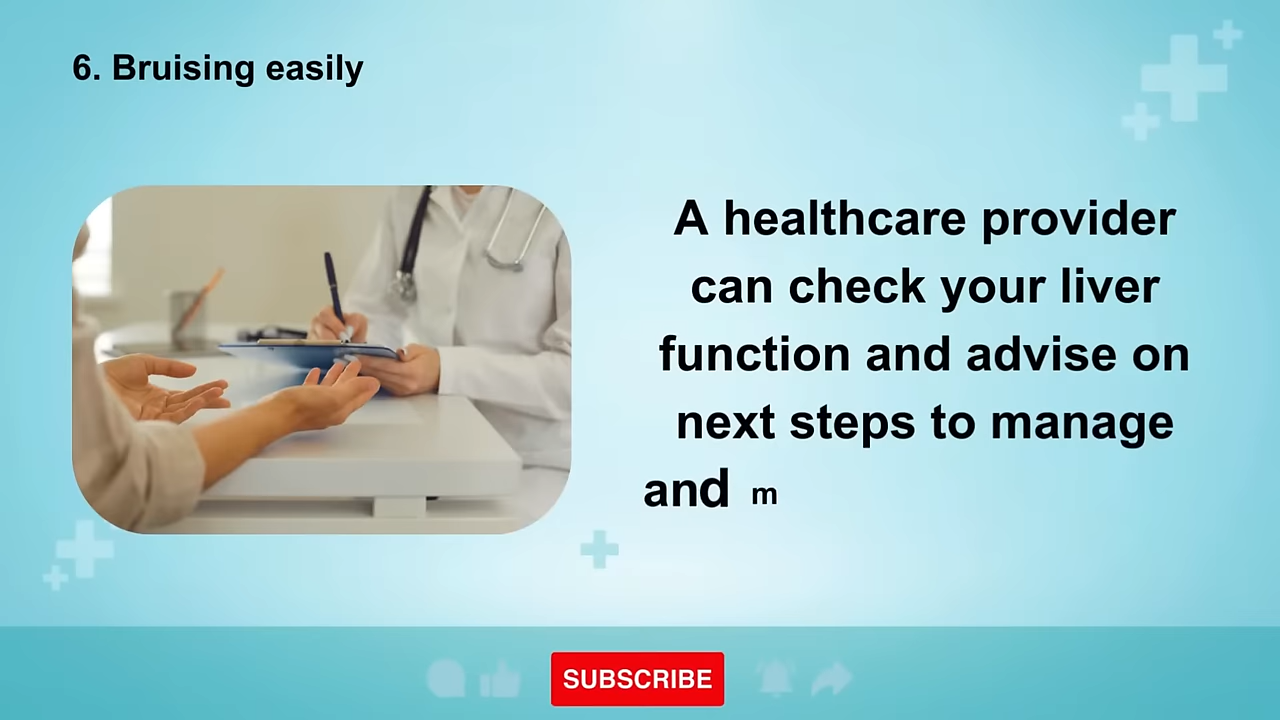 6. Bruising easily
A healthcare provider
can check your liver
function and advise on
next steps to manage
and m
SUBSCRIBE